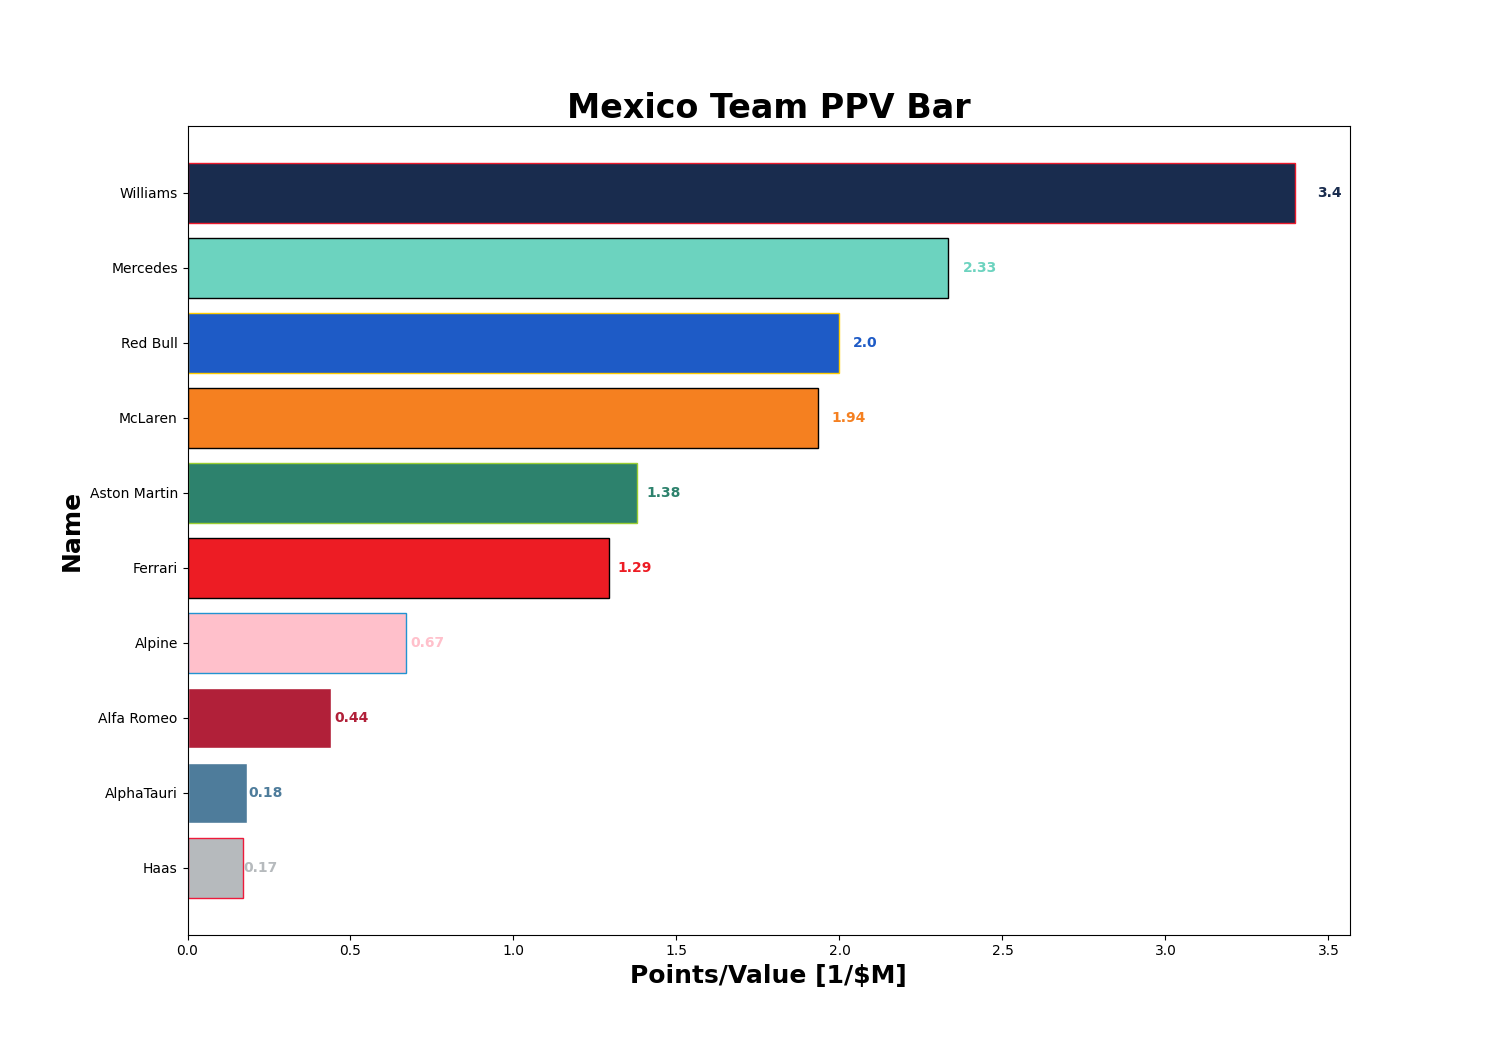 Mexico Team PPV Bar
Williams 3.4
Mercedes 2.33
Red Bull 2.0
McLaren 1.94
Aston Martin 1.38
Name
Ferrari 1.29
Alpine 0.67
Alfa Romeo 0.44
AlphaTauri 0.18
Haas 0.17
0.0 0.5 1.0 1.5 2.0 2.5 3.0 3.5
Points/Value [1/$M]